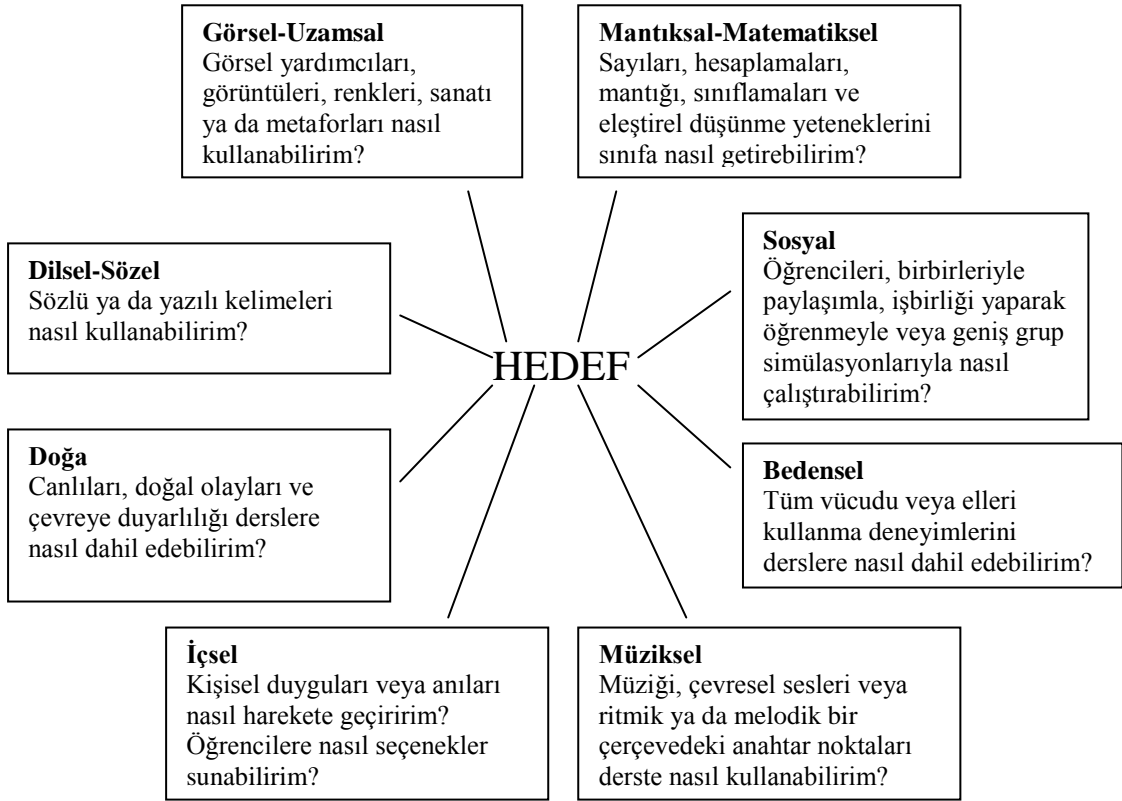 Görsel-Uzamsal
Görsel yardımcıları,
görüntüleri, renkleri, sanatı
ya da metaforları nasıl
kullanabilirim?
Mantıksal-Matematiksel
Sayıları, hesaplamaları,
mantığı, sınıflamaları ve
eleştirel düşünme yeteneklerini
sınıfa nasıl getirebilirim?
Dilsel-Sözel
Sözlü ya da yazılı kelimeleri
nasıl kullanabilirim?
Sosyal
Öğrencileri, birbirleriyle
paylaşımla, işbirliği yaparak
öğrenmeyle veya geniş grup
simülasyonlarıyla nasıl
çalıştırabilirim?
HEDEF
Doğa
Canlıları, doğal olayları ve
çevreye duyarlılığı derslere
nasıl dahil edebilirim?
Bedensel
Tüm vücudu veya elleri
kullanma deneyimlerini
derslere nasıl dahil edebilirim?
İçsel
Kişisel duyguları veya anıları
nasıl harekete geçiririm?
Öğrencilere nasıl seçenekler
sunabilirim?
Müziksel
Müziği, çevresel sesleri veya
ritmik ya da melodik bir
çerçevedeki anahtar noktaları
derste nasıl kullanabilirim?